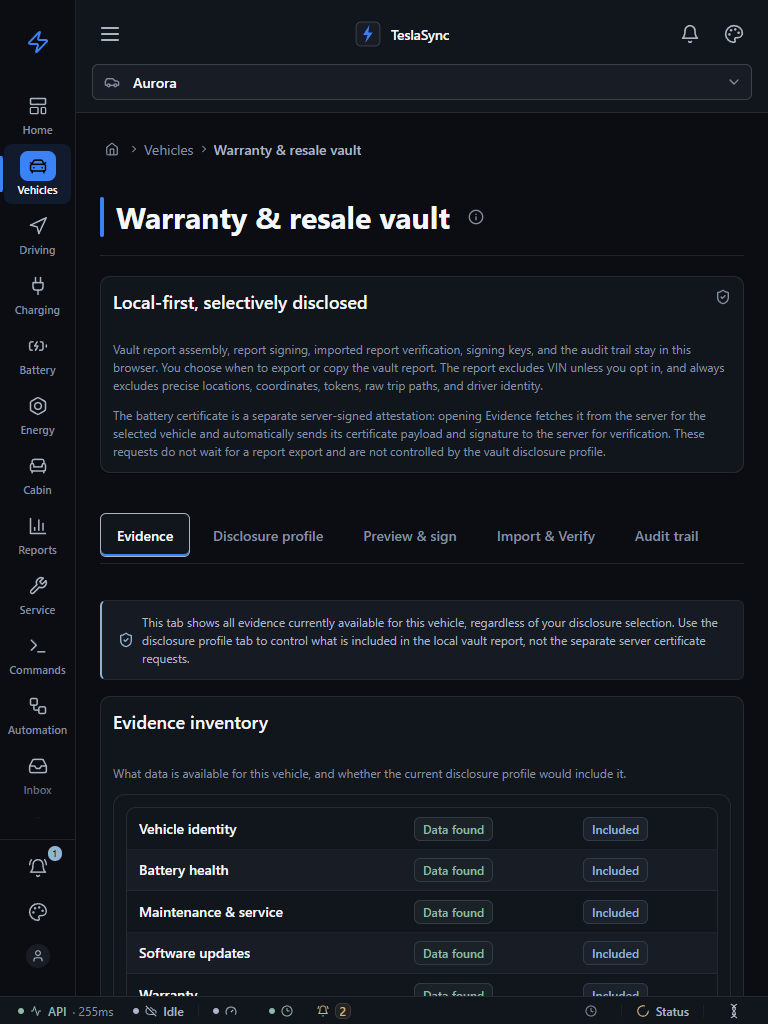 TeslaSync
Aurora
Home
Vehicles
Driving
Charging
Battery
Energy
Cabin
Reports
Service
Commands
Automation
Inbox
1
Vehicles
Warranty & resale vault
Warranty & resale vault
Local-first, selectively disclosed
Vault report assembly, report signing, imported report verification, signing keys, and the audit trail stay in this
browser. You choose when to export or copy the vault report. The report excludes VIN unless you opt in, and always
excludes precise locations, coordinates, tokens, raw trip paths, and driver identity.
The battery certificate is a separate server-signed attestation: opening Evidence fetches it from the server for the
selected vehicle and automatically sends its certificate payload and signature to the server for verification. These
requests do not wait for a report export and are not controlled by the vault disclosure profile.
Evidence Disclosure profile Preview & sign Import & Verify Audit trail
This tab shows all evidence currently available for this vehicle, regardless of your disclosure selection. Use the
disclosure profile tab to control what is included in the local vault report, not the separate server certificate
requests.
Evidence inventory
What data is available for this vehicle, and whether the current disclosure profile would include it.
Vehicle identity Data found Included
Battery health Data found Included
Maintenance & service Data found Included
Software updates Data found Included
Warranty Data found Included
API · 255ms Idle 2 Status